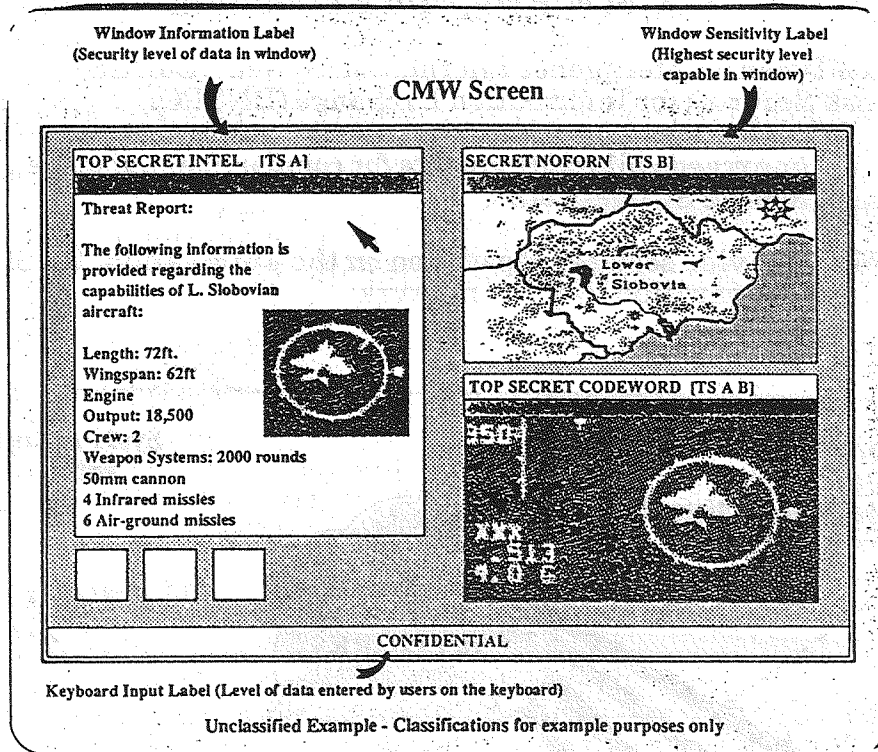 Window Information Label
(Security level of data in window)
Window Sensitivity Label
(Highest security level
capable in window)
CMW Screen
TOP SECRET INTEL [TS A]
Threat Report:
The following information is
provided regarding the
capabilities of L. Slobovian
aircraft:
Length: 72ft.
Wingspan: 62ft
Engine
Output: 18,500
Crew: 2
Weapon Systems: 2000 rounds
50mm cannon
4 Infrared missles
6 Air-ground missles
SECRET NOFORN [TS B]
Lower
Slobovia
TOP SECRET CODEWORD [TS A B]
XXX
CONFIDENTIAL
Keyboard Input Label (Level of data entered by users on the keyboard)
Unclassified Example - Classifications for example purposes only